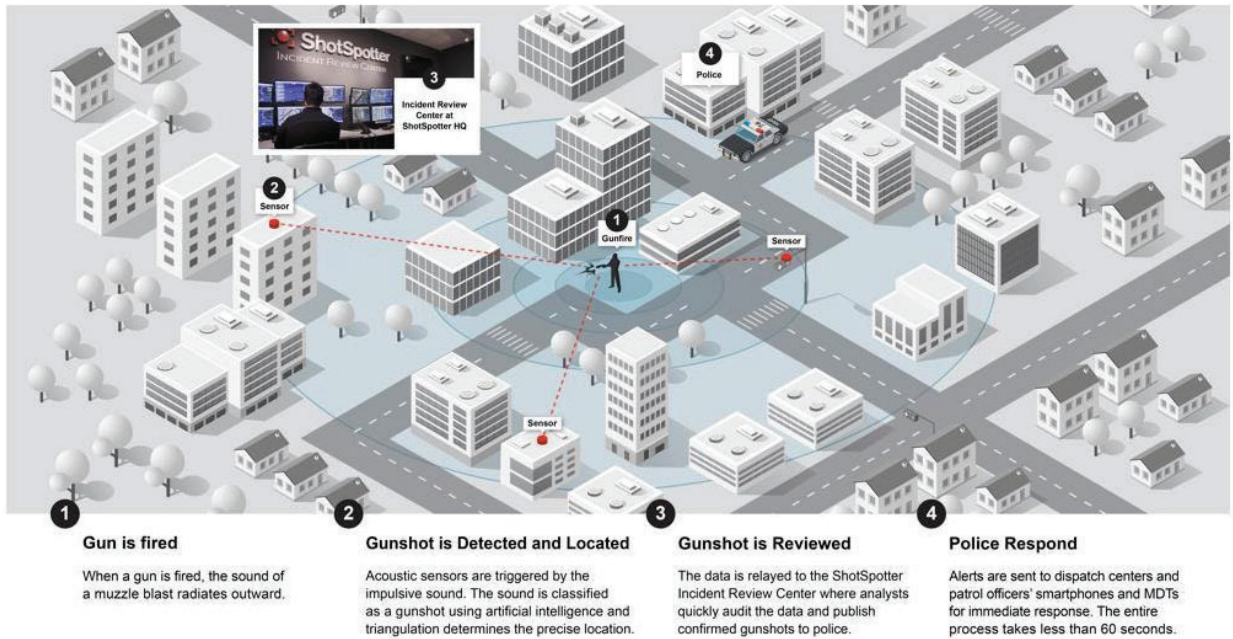 ShotSpotter
INCIDENT REVIEW CENTER
3
Incident Review
Center at
ShotSpotter HQ
4
Police
2
Sensor
1
Gunfire
Sensor
Sensor
1
Gun is fired
When a gun is fired, the sound of
a muzzle blast radiates outward.
2
Gunshot is Detected and Located
Acoustic sensors are triggered by the
impulsive sound. The sound is classified
as a gunshot using artificial intelligence and
triangulation determines the precise location.
3
Gunshot is Reviewed
The data is relayed to the ShotSpotter
Incident Review Center where analysts
quickly audit the data and publish
confirmed gunshots to police.
4
Police Respond
Alerts are sent to dispatch centers and
patrol officers' smartphones and MDTs
for immediate response. The entire
process takes less than 60 seconds.